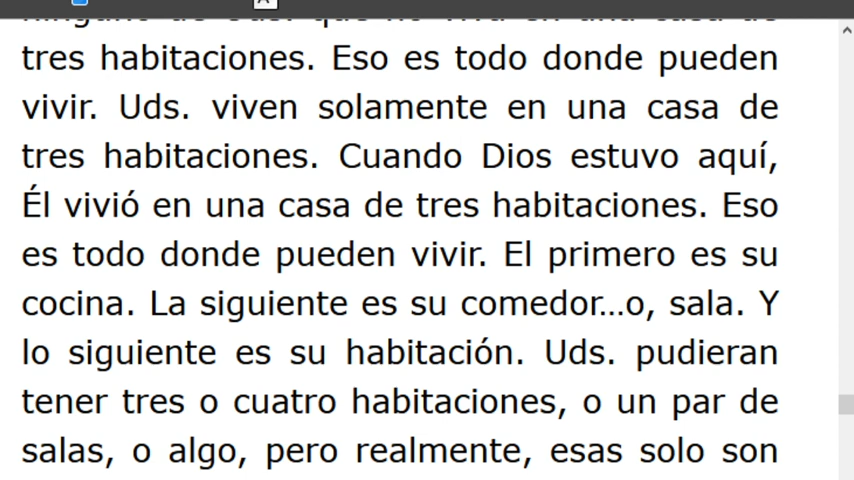 tres habitaciones. Eso es todo donde pueden
vivir. Uds. viven solamente en una casa de
tres habitaciones. Cuando Dios estuvo aquí,
Él vivió en una casa de tres habitaciones. Eso
es todo donde pueden vivir. El primero es su
cocina. La siguiente es su comedor...o, sala. Y
lo siguiente es su habitación. Uds. pudieran
tener tres o cuatro habitaciones, o un par de
salas, o algo, pero realmente, esas solo son